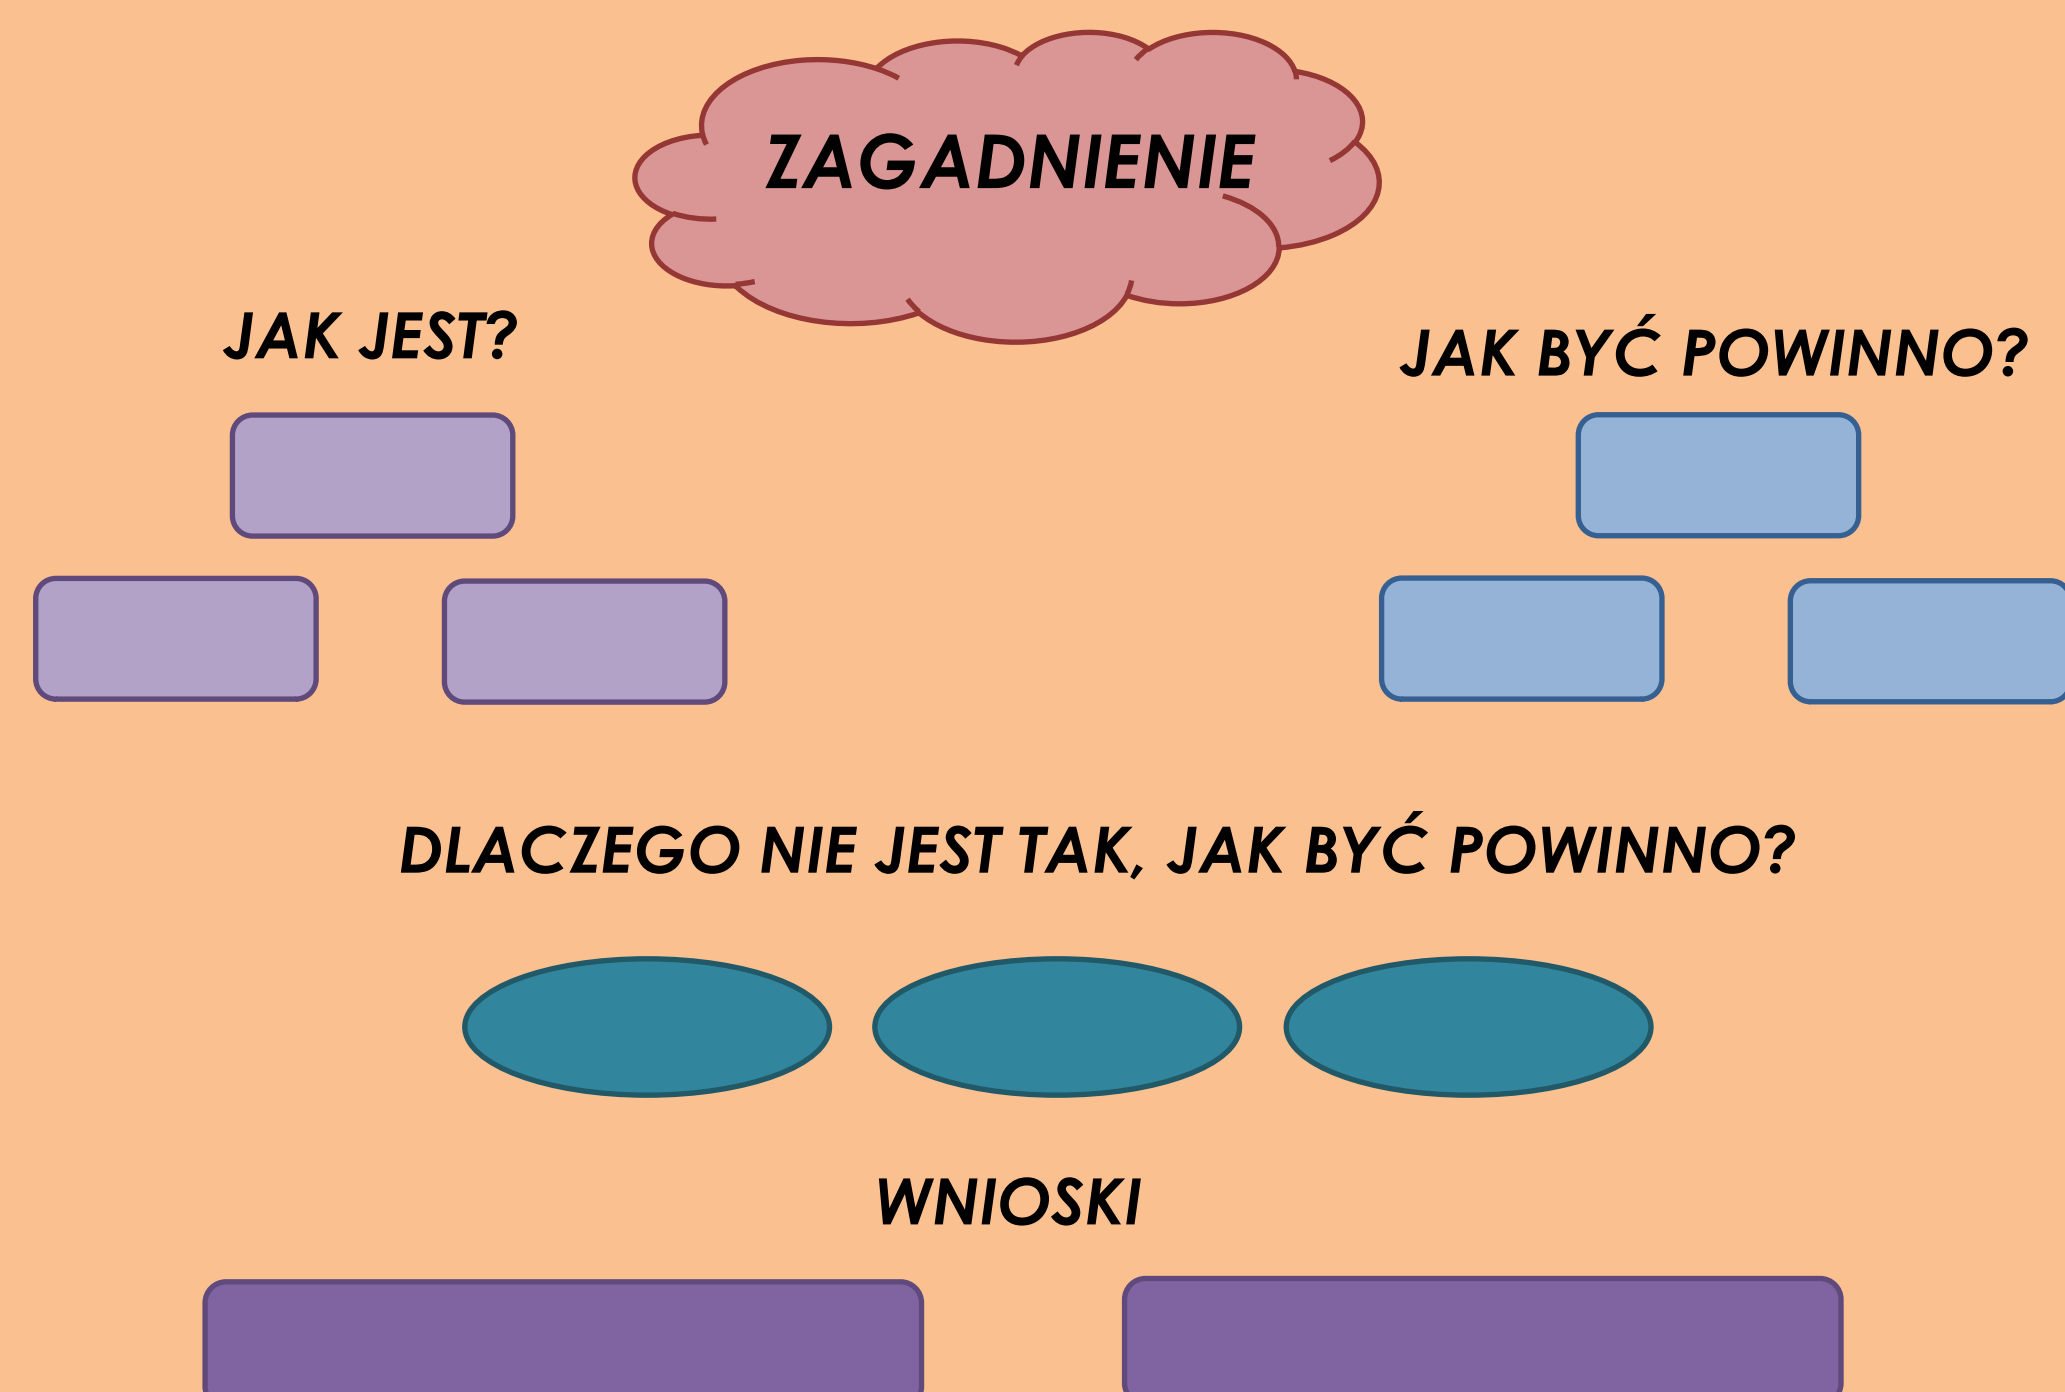 ZAGADNIENIE
JAK JEST?
JAK BYĆ POWINNO?
DLACZEGO NIE JEST TAK, JAK BYĆ POWINNO?
WNIOSKI